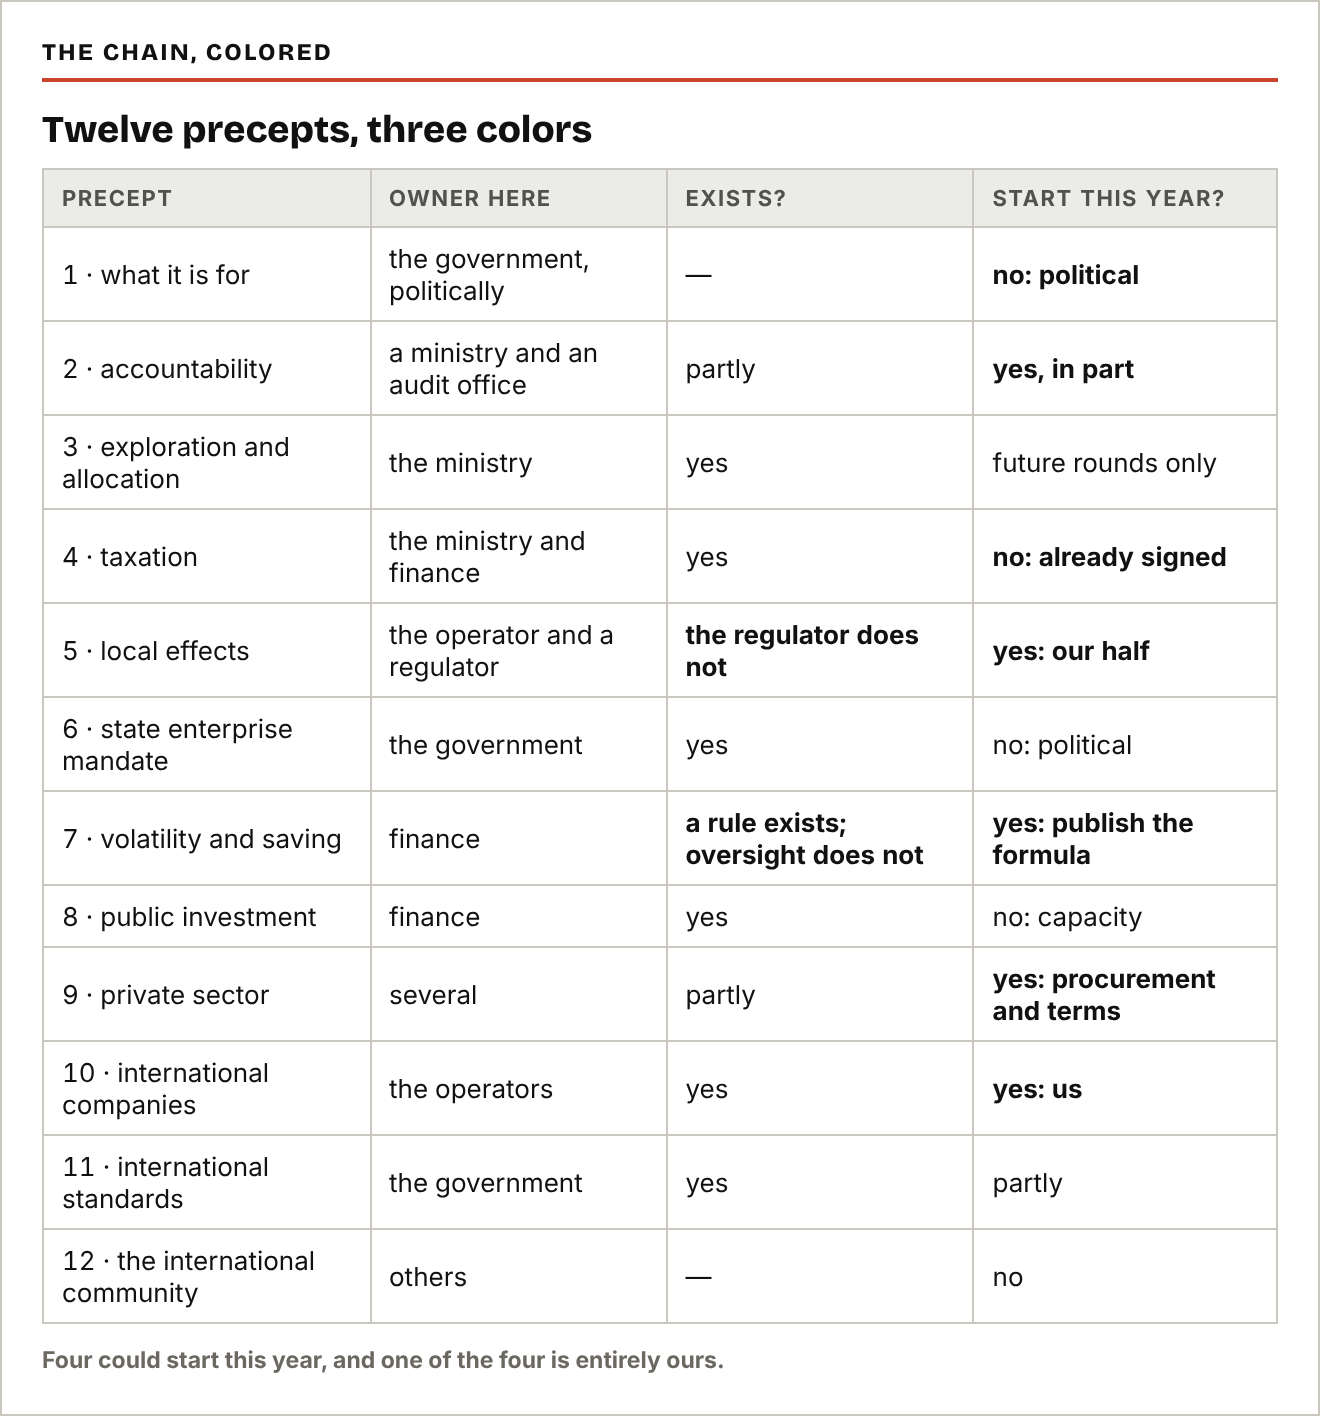 THE CHAIN, COLORED
Twelve precepts, three colors
PRECEPT
OWNER HERE
EXISTS?
START THIS YEAR?
1 · what it is for
the government,
politically
—
no: political
2 · accountability
a ministry and an
audit office
partly
yes, in part
3 · exploration and
allocation
the ministry
yes
future rounds only
4 · taxation
the ministry and
finance
yes
no: already signed
5 · local effects
the operator and a
regulator
the regulator does
not
yes: our half
6 · state enterprise
mandate
the government
yes
no: political
7 · volatility and saving
finance
a rule exists;
oversight does not
yes: publish the
formula
8 · public investment
finance
yes
no: capacity
9 · private sector
several
partly
yes: procurement
and terms
10 · international
companies
the operators
yes
yes: us
11 · international
standards
the government
yes
partly
12 · the international
community
others
—
no
Four could start this year, and one of the four is entirely ours.